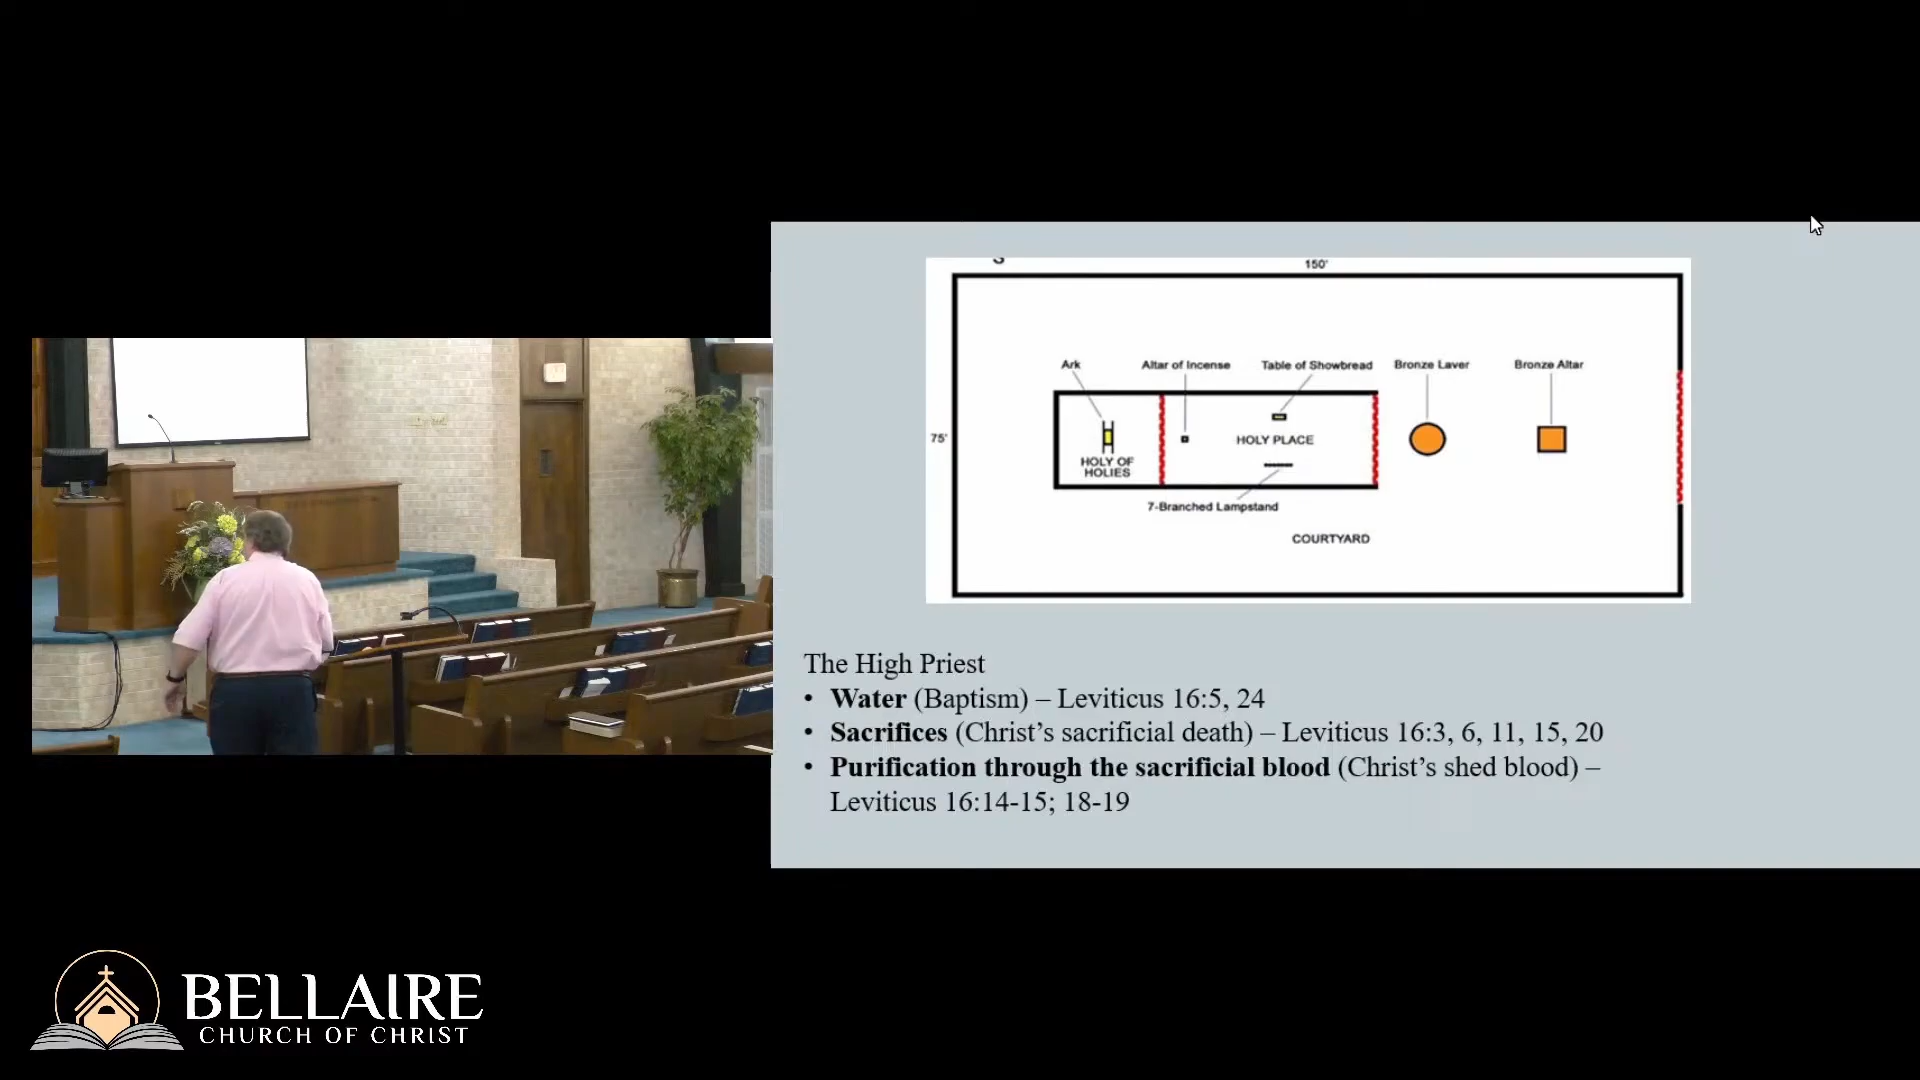 150'
Ark
Altar of Incense
Table of Showbread
Bronze Laver
Bronze Altar
75'
HOLY PLACE
HOLY OF
HOLIES
7-Branched Lampstand
COURTYARD
The High Priest
• Water (Baptism) – Leviticus 16:5, 24
• Sacrifices (Christ's sacrificial death) – Leviticus 16:3, 6, 11, 15, 20
• Purification through the sacrificial blood (Christ's shed blood) –
Leviticus 16:14-15; 18-19
BELLAIRE
CHURCH OF CHRIST